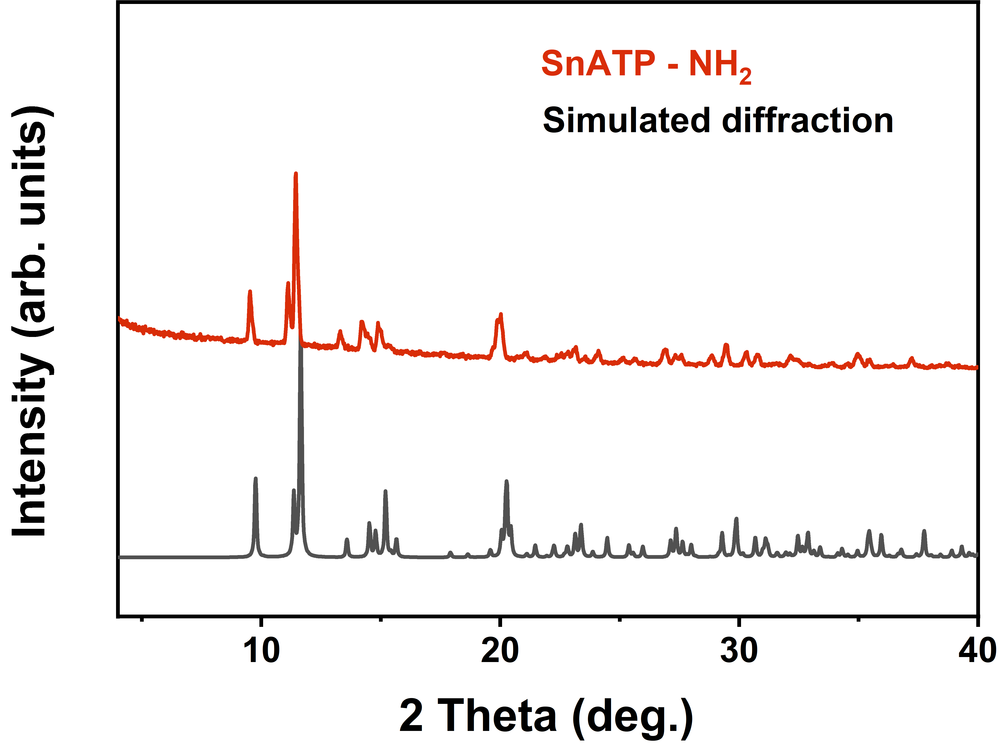 SnATP - NH₂
Simulated diffraction
Intensity (arb. units)
10 20 30 40
2 Theta (deg.)